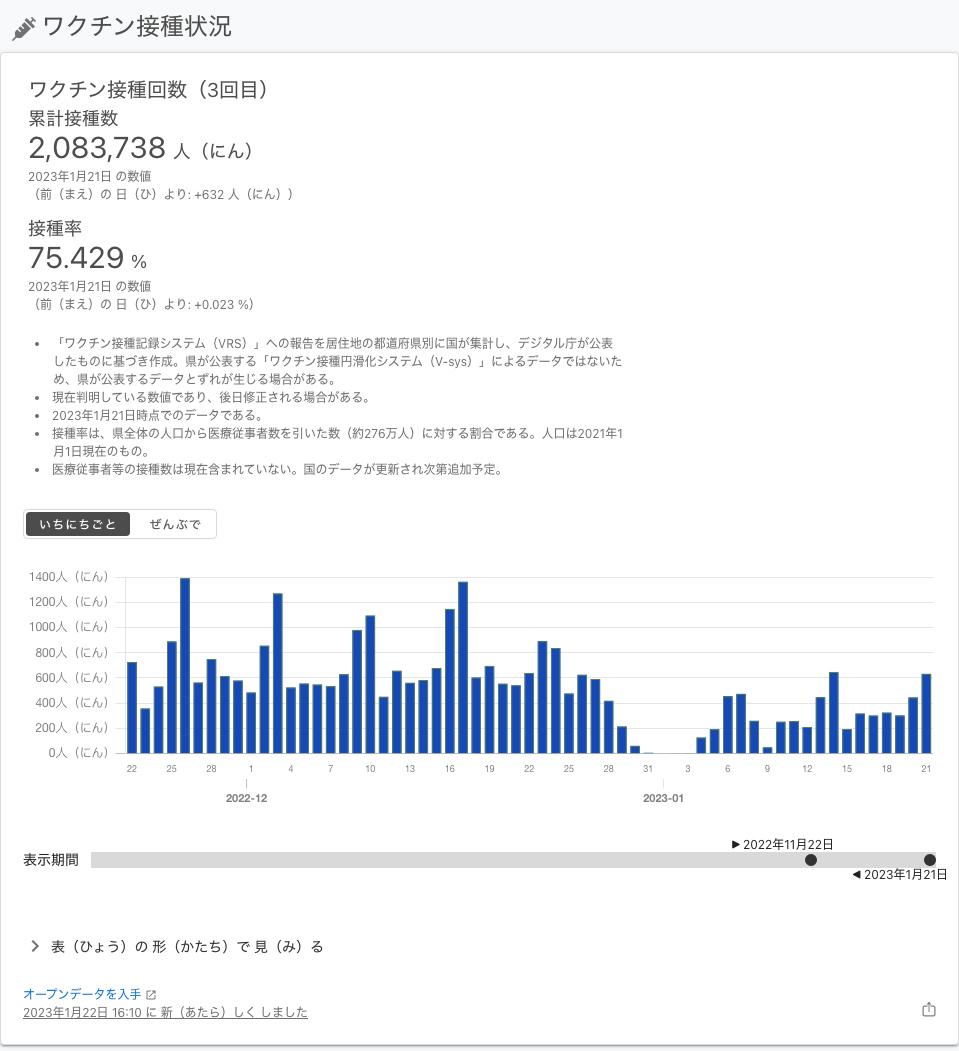 ワクチン接種状況
ワクチン接種回数（3回目）
累計接種数
2,083,738 人（にん）
2023年1月21日 の数値
（前（まえ）の 日（ひ）より: +632 人（にん））
接種率
75.429 %
2023年1月21日 の数値
（前（まえ）の 日（ひ）より: +0.023 %）
• 「ワクチン接種記録システム（VRS）」への報告を居住地の都道府県別に国が集計し、デジタル庁が公表
したものに基づき作成。県が公表する「ワクチン接種円滑化システム（V-sys）」によるデータではないた
め、県が公表するデータとずれが生じる場合がある。
• 現在判明している数値であり、後日修正される場合がある。
• 2023年1月21日時点でのデータである。
• 接種率は、県全体の人口から医療従事者数を引いた数（約276万人）に対する割合である。人口は2021年1
月1日現在のもの。
• 医療従事者等の接種数は現在含まれていない。国のデータが更新され次第追加予定。
いちにちごと ぜんぶで
1400人（にん）
1200人（にん）
1000人（にん）
800人（にん）
600人（にん）
400人（にん）
200人（にん）
0人（にん）
22 25 28 1 4 7 10 13 16 19 22 25 28 31 3 6 9 12 15 18 21
2022-12 2023-01
▶ 2022年11月22日
表示期間
◀ 2023年1月21日
表（ひょう）の 形（かたち）で 見（み）る
オープンデータを入手
2023年1月22日 16:10 に 新（あたら）しく しました